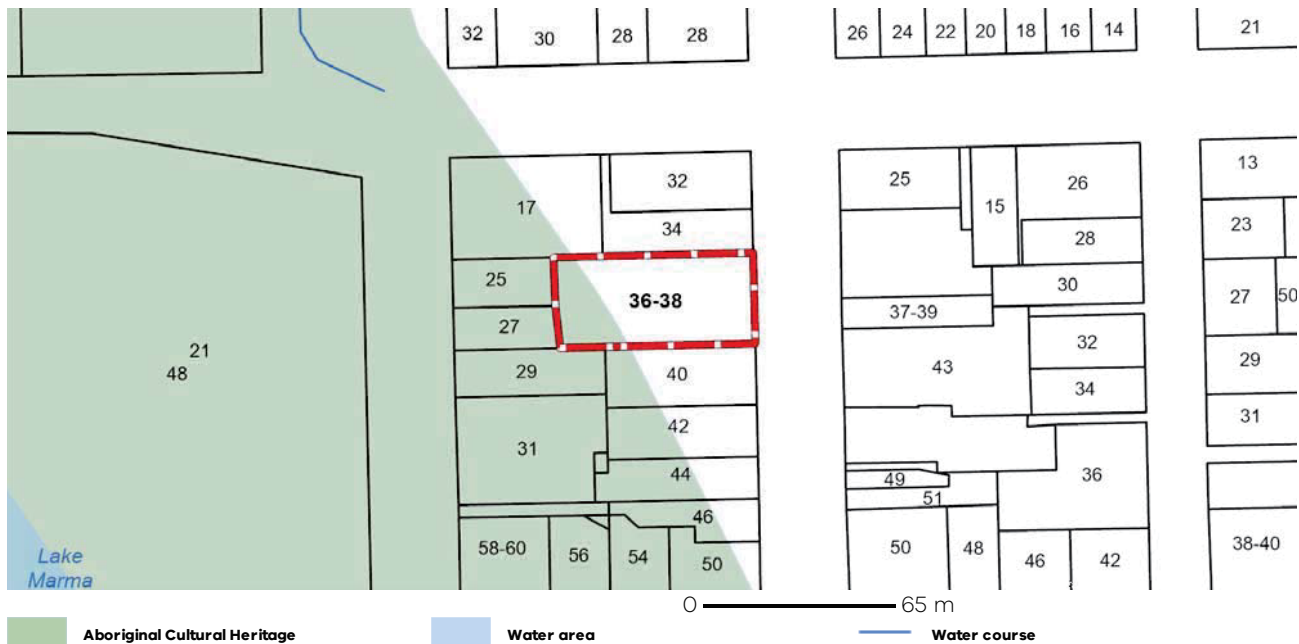 32 30 28 28 26 24 22 20 18 16 14 21
17 32 34 25 15 26 13
28 23
25 36-38 30 27 50
27 37-39
29 40 43 32 29
21
48 34
42 31
31 44 49 36
46 51
58-60 56 54 50 50 48 46 42 38-40
Lake
Marma
0 65 m
Aboriginal Cultural Heritage Water area Water course